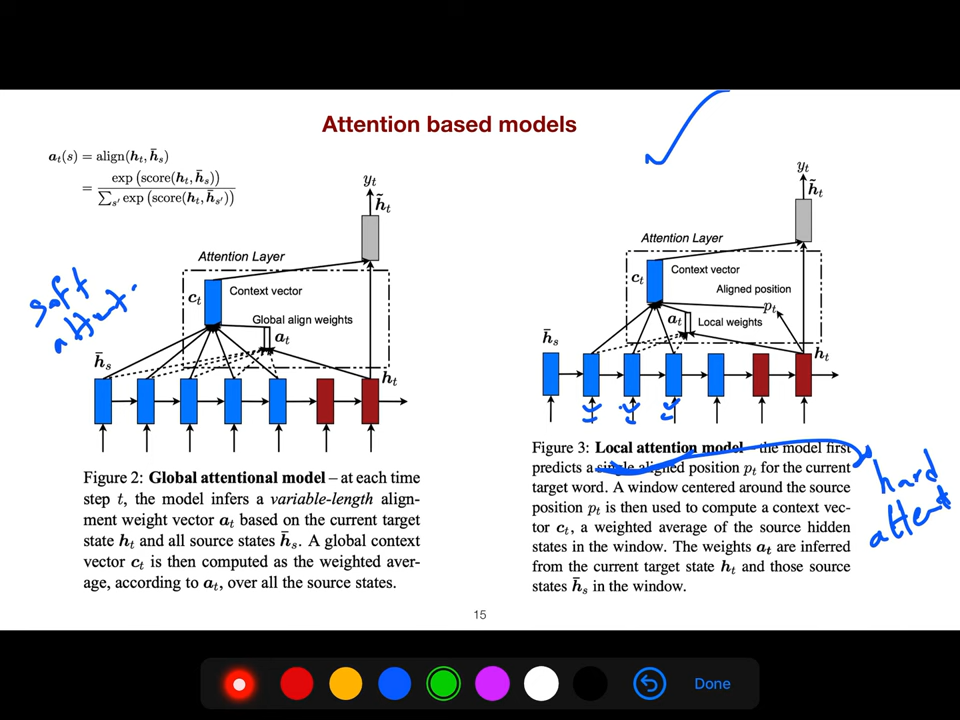 Attention based models
a_t(s) = align(h_t, h̄_s)
= exp (score(h_t, h̄_s)) / ∑_s' exp (score(h_t, h̄_s'))
y_t
h̃_t
Attention Layer
c_t
Context vector
Global align weights
a_t
h̄_s
h_t
soft
attent.
Figure 2: Global attentional model – at each time
step t, the model infers a variable-length align-
ment weight vector a_t based on the current target
state h_t and all source states h̄_s. A global context
vector c_t is then computed as the weighted aver-
age, according to a_t, over all the source states.
y_t
h̃_t
Attention Layer
c_t
Context vector
Aligned position
p_t
a_t
Local weights
h̄_s
h_t
Figure 3: Local attention model – the model first
predicts a single aligned position p_t for the current
target word. A window centered around the source
position p_t is then used to compute a context vec-
tor c_t, a weighted average of the source hidden
states in the window. The weights a_t are inferred
from the current target state h_t and those source
states h̄_s in the window.
hard
attent
15
Done